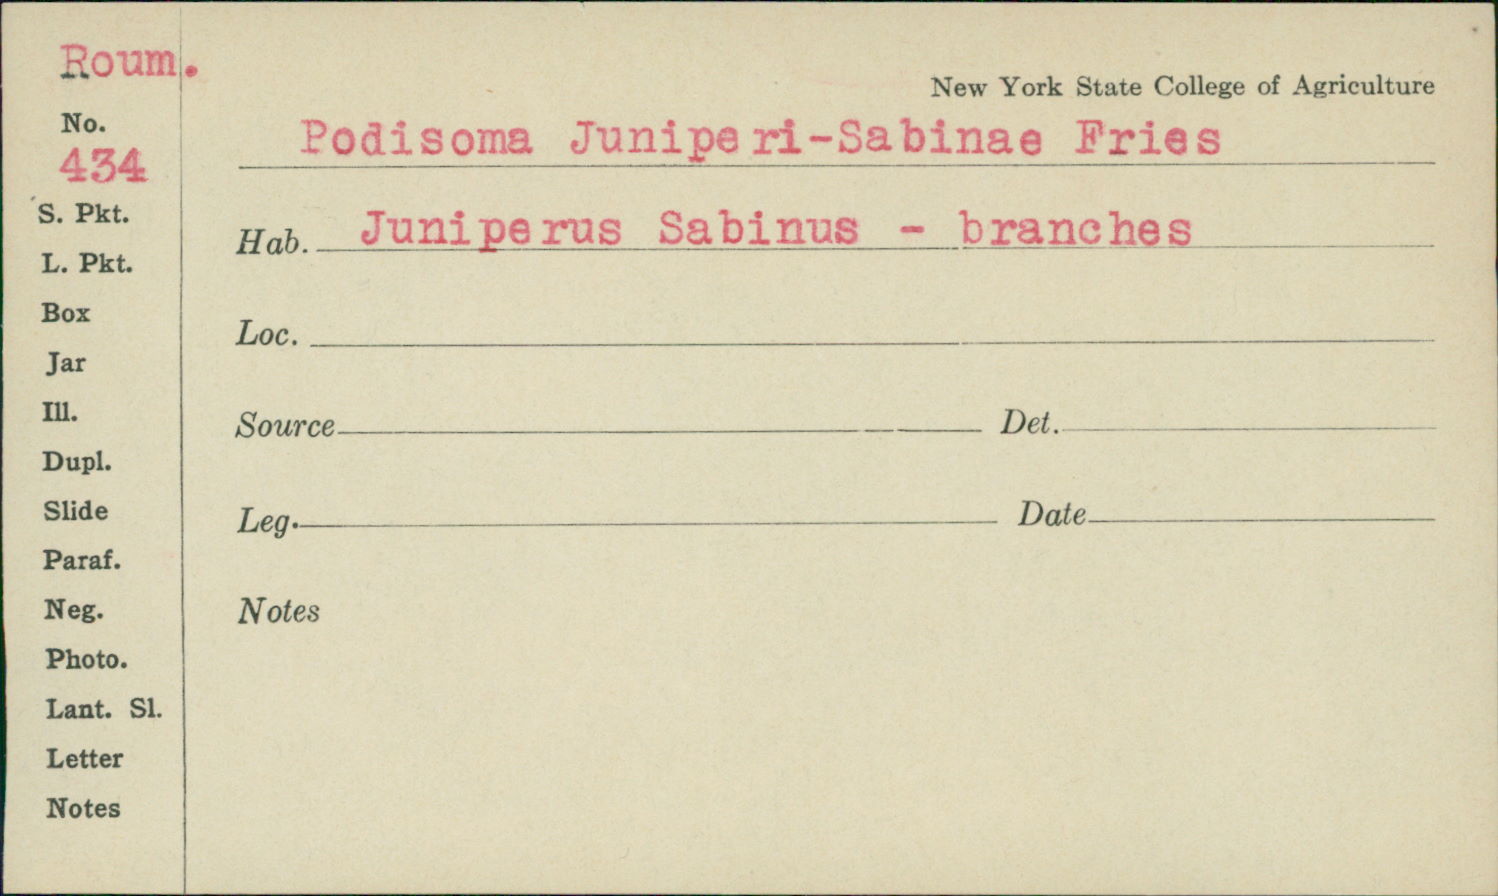 Roum.
New York State College of Agriculture
No.
434
Podisoma Juniperi-Sabinae Fries
S. Pkt.
Hab. Juniperus Sabinus - branches
L. Pkt.
Box
Loc.
Jar
Ill.
Source Det.
Dupl.
Slide
Leg. Date
Paraf.
Neg.
Notes
Photo.
Lant. Sl.
Letter
Notes